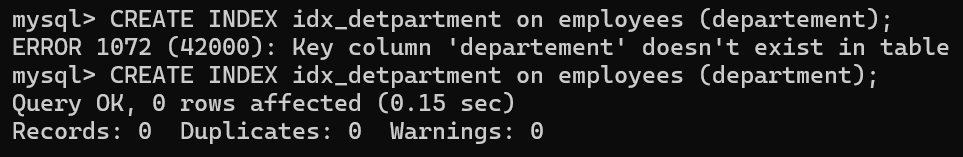 mysql> CREATE INDEX idx_detpartment on employees (departement);
ERROR 1072 (42000): Key column 'departement' doesn't exist in table
mysql> CREATE INDEX idx_detpartment on employees (department);
Query OK, 0 rows affected (0.15 sec)
Records: 0  Duplicates: 0  Warnings: 0